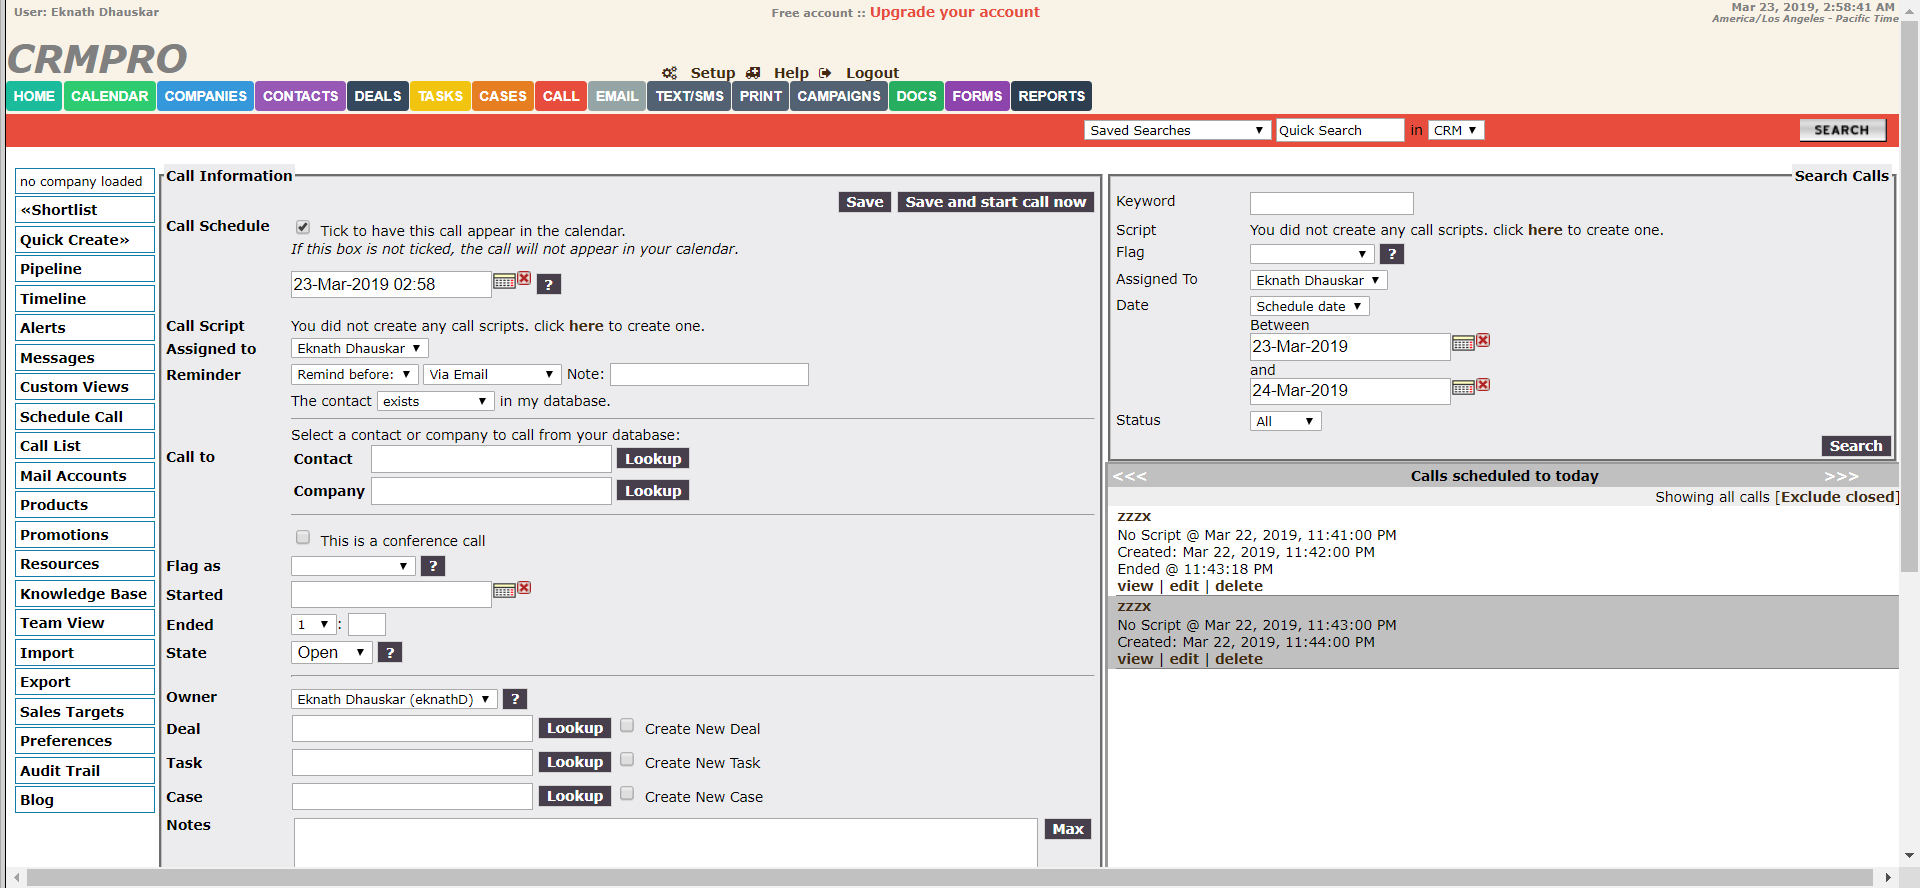 User: Eknath Dhauskar
Free account :: Upgrade your account
Mar 23, 2019, 2:58:41 AM
America/Los Angeles - Pacific Time
CRMPRO
Setup Help Logout
HOME CALENDAR COMPANIES CONTACTS DEALS TASKS CASES CALL EMAIL TEXT/SMS PRINT CAMPAIGNS DOCS FORMS REPORTS
Saved Searches Quick Search in CRM SEARCH
no company loaded
«Shortlist
Quick Create»
Pipeline
Timeline
Alerts
Messages
Custom Views
Schedule Call
Call List
Mail Accounts
Products
Promotions
Resources
Knowledge Base
Team View
Import
Export
Sales Targets
Preferences
Audit Trail
Blog
Call Information
Save Save and start call now
Call Schedule Tick to have this call appear in the calendar.
If this box is not ticked, the call will not appear in your calendar.
23-Mar-2019 02:58 ?
Call Script You did not create any call scripts. click here to create one.
Assigned to Eknath Dhauskar
Reminder Remind before: Via Email Note:
The contact exists in my database.
Select a contact or company to call from your database:
Call to Contact Lookup
Company Lookup
This is a conference call
Flag as ?
Started
Ended 1 :
State Open ?
Owner Eknath Dhauskar (eknathD) ?
Deal Lookup Create New Deal
Task Lookup Create New Task
Case Lookup Create New Case
Notes Max
Search Calls
Keyword
Script You did not create any call scripts. click here to create one.
Flag ?
Assigned To Eknath Dhauskar
Date Schedule date
Between
23-Mar-2019
and
24-Mar-2019
Status All
Search
<<< Calls scheduled to today >>>
Showing all calls [Exclude closed]
zzzx
No Script @ Mar 22, 2019, 11:41:00 PM
Created: Mar 22, 2019, 11:42:00 PM
Ended @ 11:43:18 PM
view | edit | delete
zzzx
No Script @ Mar 22, 2019, 11:43:00 PM
Created: Mar 22, 2019, 11:44:00 PM
view | edit | delete